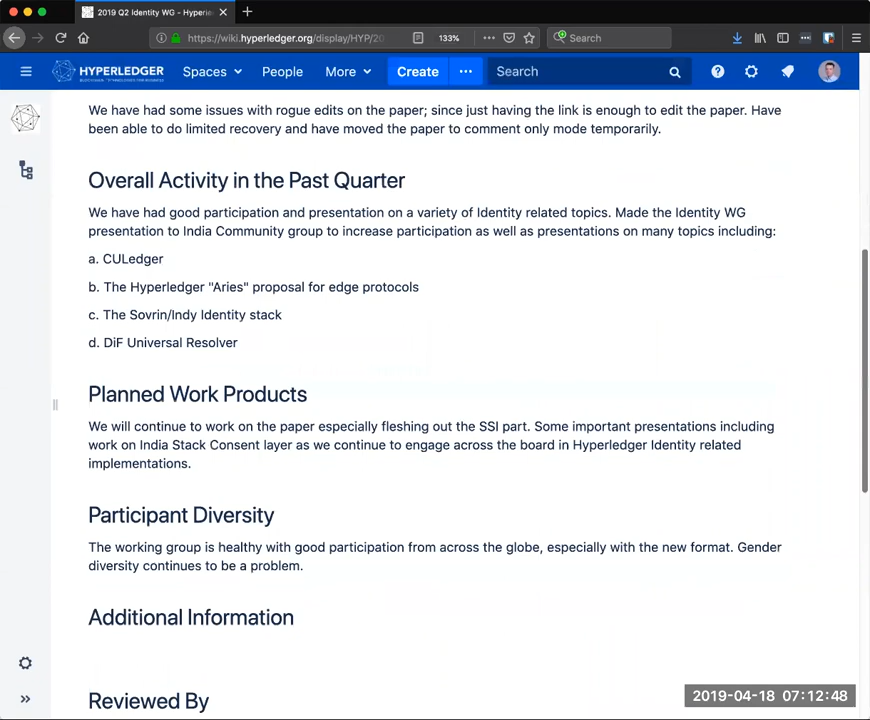 2019 Q2 Identity WG - Hyperle
https://wiki.hyperledger.org/display/HYP/20
133%
Search
HYPERLEDGER
BLOCKCHAIN TECHNOLOGIES FOR BUSINESS
Spaces
People
More
Create
Search
We have had some issues with rogue edits on the paper; since just having the link is enough to edit the paper. Have
been able to do limited recovery and have moved the paper to comment only mode temporarily.
Overall Activity in the Past Quarter
We have had good participation and presentation on a variety of Identity related topics. Made the Identity WG
presentation to India Community group to increase participation as well as presentations on many topics including:
a. CULedger
b. The Hyperledger "Aries" proposal for edge protocols
c. The Sovrin/Indy Identity stack
d. DiF Universal Resolver
Planned Work Products
We will continue to work on the paper especially fleshing out the SSI part. Some important presentations including
work on India Stack Consent layer as we continue to engage across the board in Hyperledger Identity related
implementations.
Participant Diversity
The working group is healthy with good participation from across the globe, especially with the new format. Gender
diversity continues to be a problem.
Additional Information
Reviewed By
2019-04-18 07:12:48